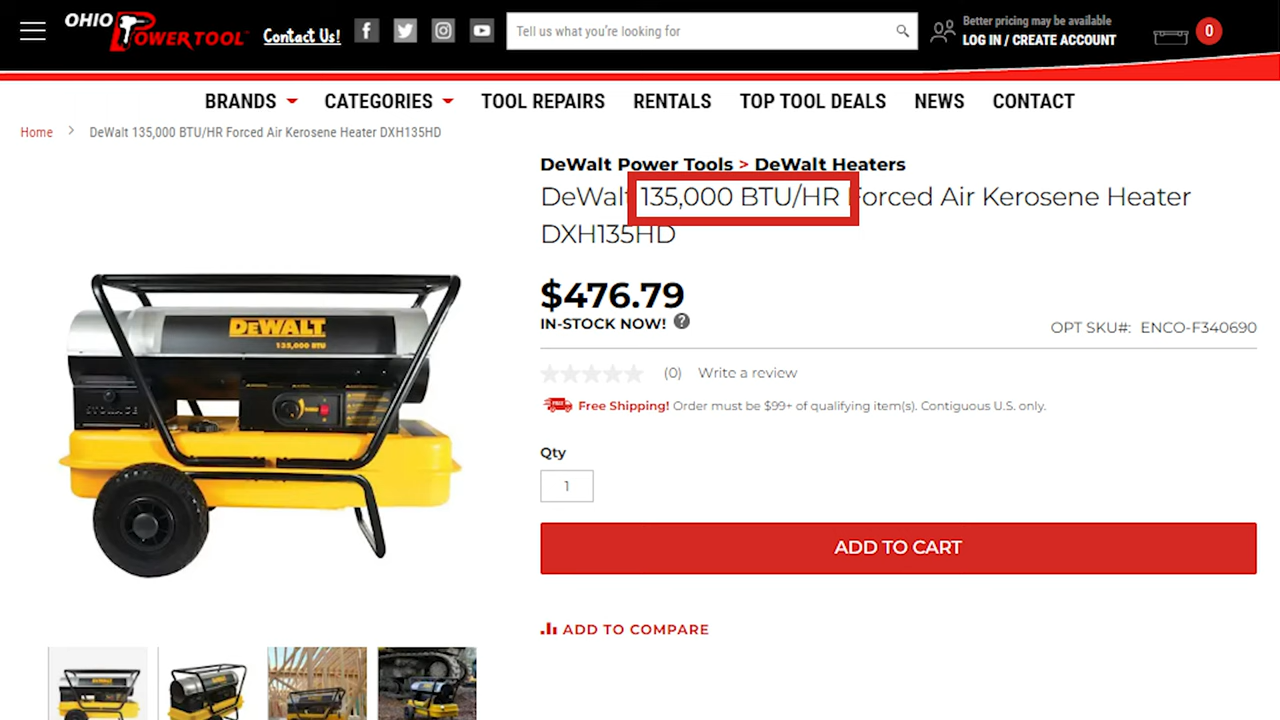 OHIO
POWER TOOL
Contact Us!
Tell us what you're looking for
Better pricing may be available
LOG IN / CREATE ACCOUNT
0
BRANDS CATEGORIES TOOL REPAIRS RENTALS TOP TOOL DEALS NEWS CONTACT
Home > DeWalt 135,000 BTU/HR Forced Air Kerosene Heater DXH135HD
DeWalt Power Tools > DeWalt Heaters
DeWalt 135,000 BTU/HR Forced Air Kerosene Heater
DXH135HD
$476.79
IN-STOCK NOW! ?
OPT SKU#: ENCO-F340690
(0) Write a review
FREE Free Shipping! Order must be $99+ of qualifying item(s). Contiguous U.S. only.
Qty
1
ADD TO CART
ADD TO COMPARE
DEWALT
135,000 BTU
STORAGE